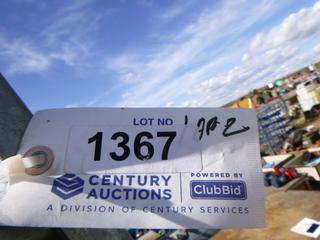 LOT NO
1367
CENTURY AUCTIONS
POWERED BY
ClubBid
A DIVISION OF CENTURY SERVICES